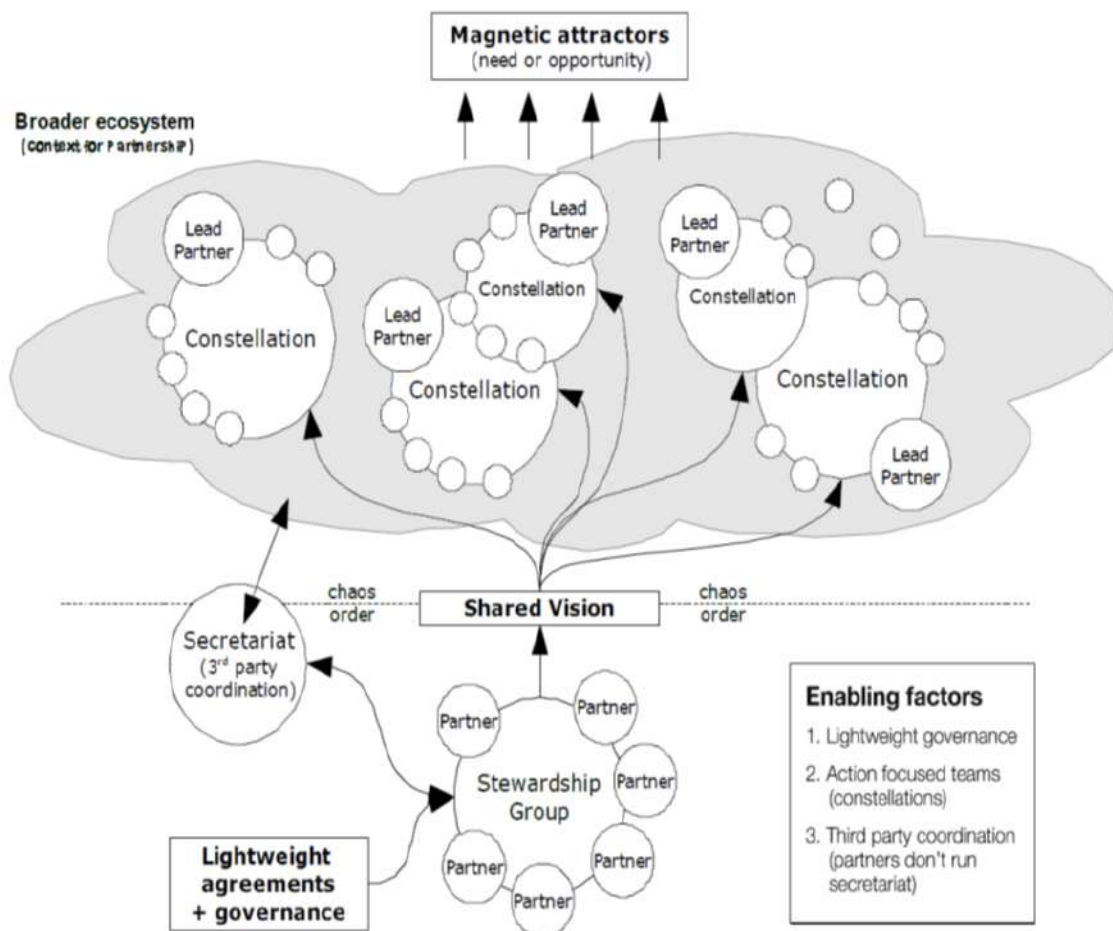 Magnetic attractors
(need or opportunity)
Broader ecosystem
(Context for Partnership)
Lead
Partner
Constellation
Lead
Partner
Constellation
Lead
Partner
Constellation
Lead
Partner
Constellation
Constellation
Lead
Partner
chaos
order
Shared Vision
chaos
order
Secretariat
(3rd party
coordination)
Partner
Partner
Partner
Partner
Partner
Partner
Stewardship
Group
Lightweight
agreements
+ governance
Enabling factors
1. Lightweight governance
2. Action focused teams
(constellations)
3. Third party coordination
(partners don't run
secretariat)